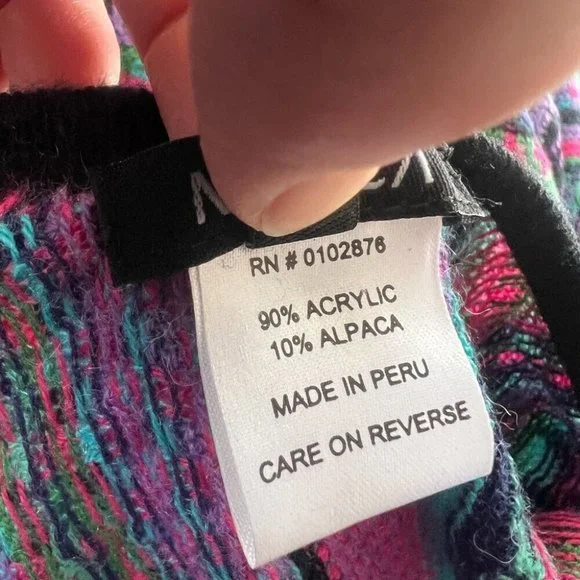 RN # 0102876
90% ACRYLIC
10% ALPACA
MADE IN PERU
CARE ON REVERSE